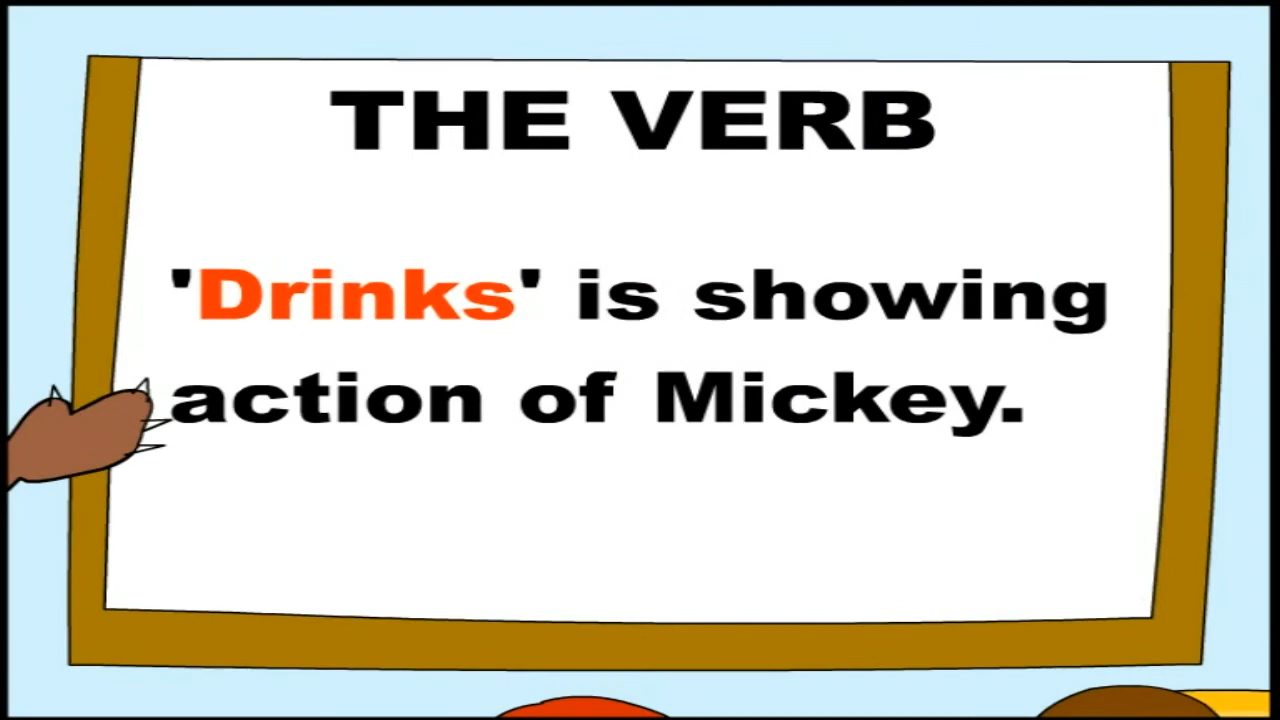 THE VERB
'Drinks' is showing
action of Mickey.